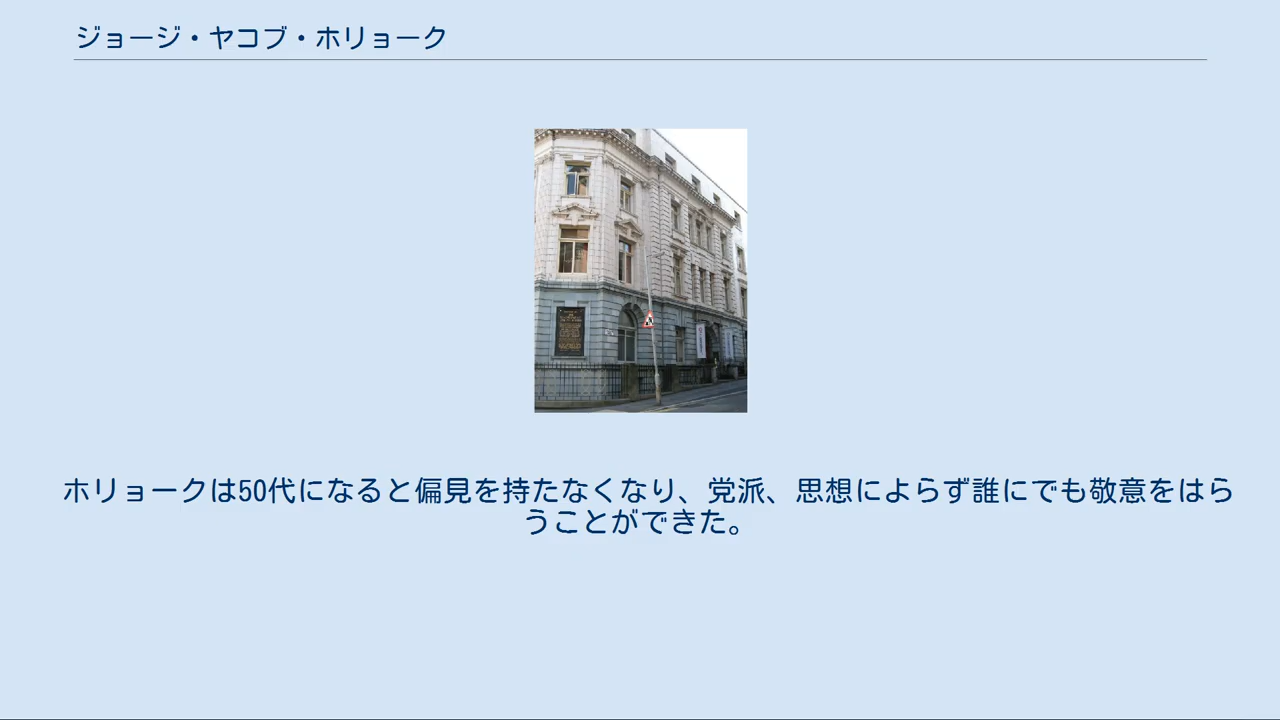 ジョージ・ヤコブ・ホリョーク
ホリョークは50代になると偏見を持たなくなり、党派、思想によらず誰にでも敬意をはら
うことができた。